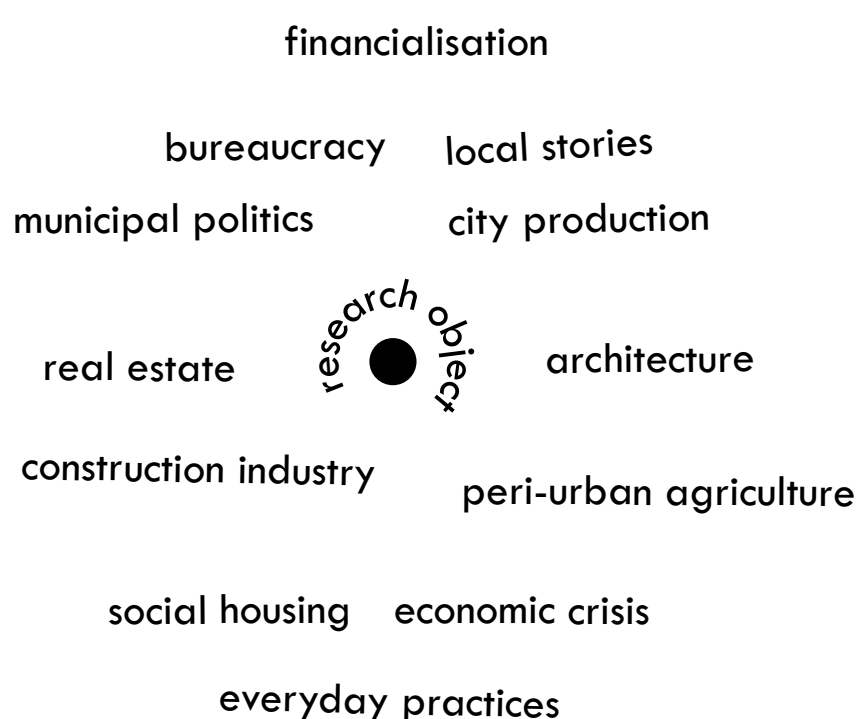 financialisation
bureaucracy
local stories
municipal politics
city production
research object
real estate
architecture
construction industry
peri-urban agriculture
social housing
economic crisis
everyday practices